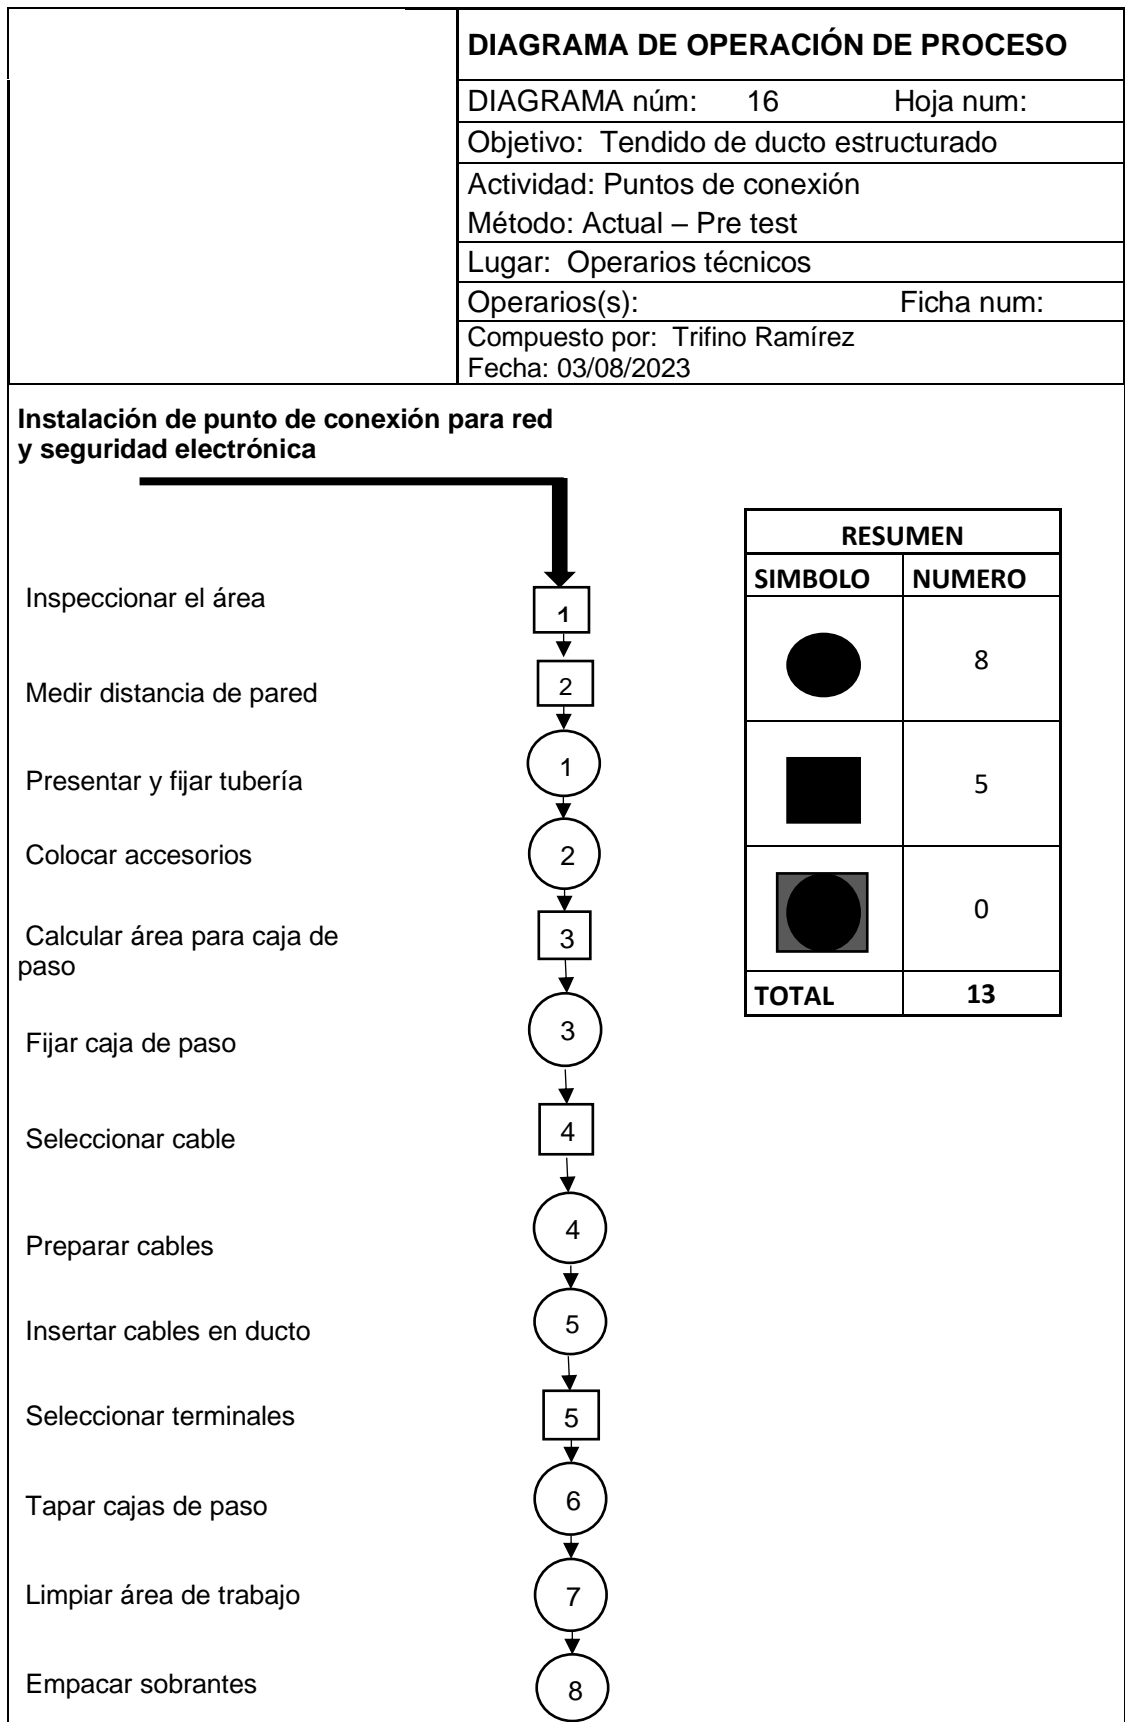 DIAGRAMA DE OPERACIÓN DE PROCESO
DIAGRAMA núm: 16 Hoja num:
Objetivo: Tendido de ducto estructurado
Actividad: Puntos de conexión
Método: Actual – Pre test
Lugar: Operarios técnicos
Operarios(s): Ficha num:
Compuesto por: Trifino Ramírez
Fecha: 03/08/2023
Instalación de punto de conexión para red
y seguridad electrónica
RESUMEN
SIMBOLO NUMERO
8
5
0
TOTAL 13
Inspeccionar el área 1
Medir distancia de pared 2
Presentar y fijar tubería 1
Colocar accesorios 2
Calcular área para caja de 3
paso
Fijar caja de paso 3
Seleccionar cable 4
Preparar cables 4
Insertar cables en ducto 5
Seleccionar terminales 5
Tapar cajas de paso 6
Limpiar área de trabajo 7
Empacar sobrantes 8